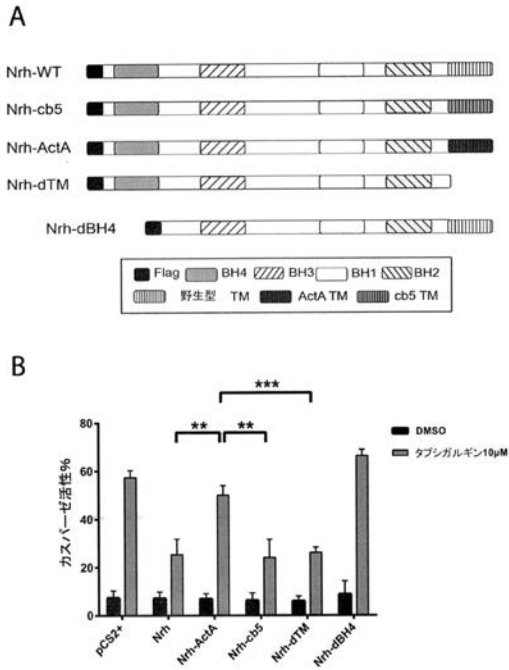 A
Nrh-WT
Nrh-cb5
Nrh-ActA
Nrh-dTM
Nrh-dBH4
Flag BH4 BH3 BH1 BH2
野生型 TM ActA TM cb5 TM
B
***
** **
DMSO
タプシガルギン10μM
カスパーゼ活性%
80
60
40
20
0
pCS2+ Nrh Nrh-ActA Nrh-cb5 Nrh-dTM Nrh-dBH4